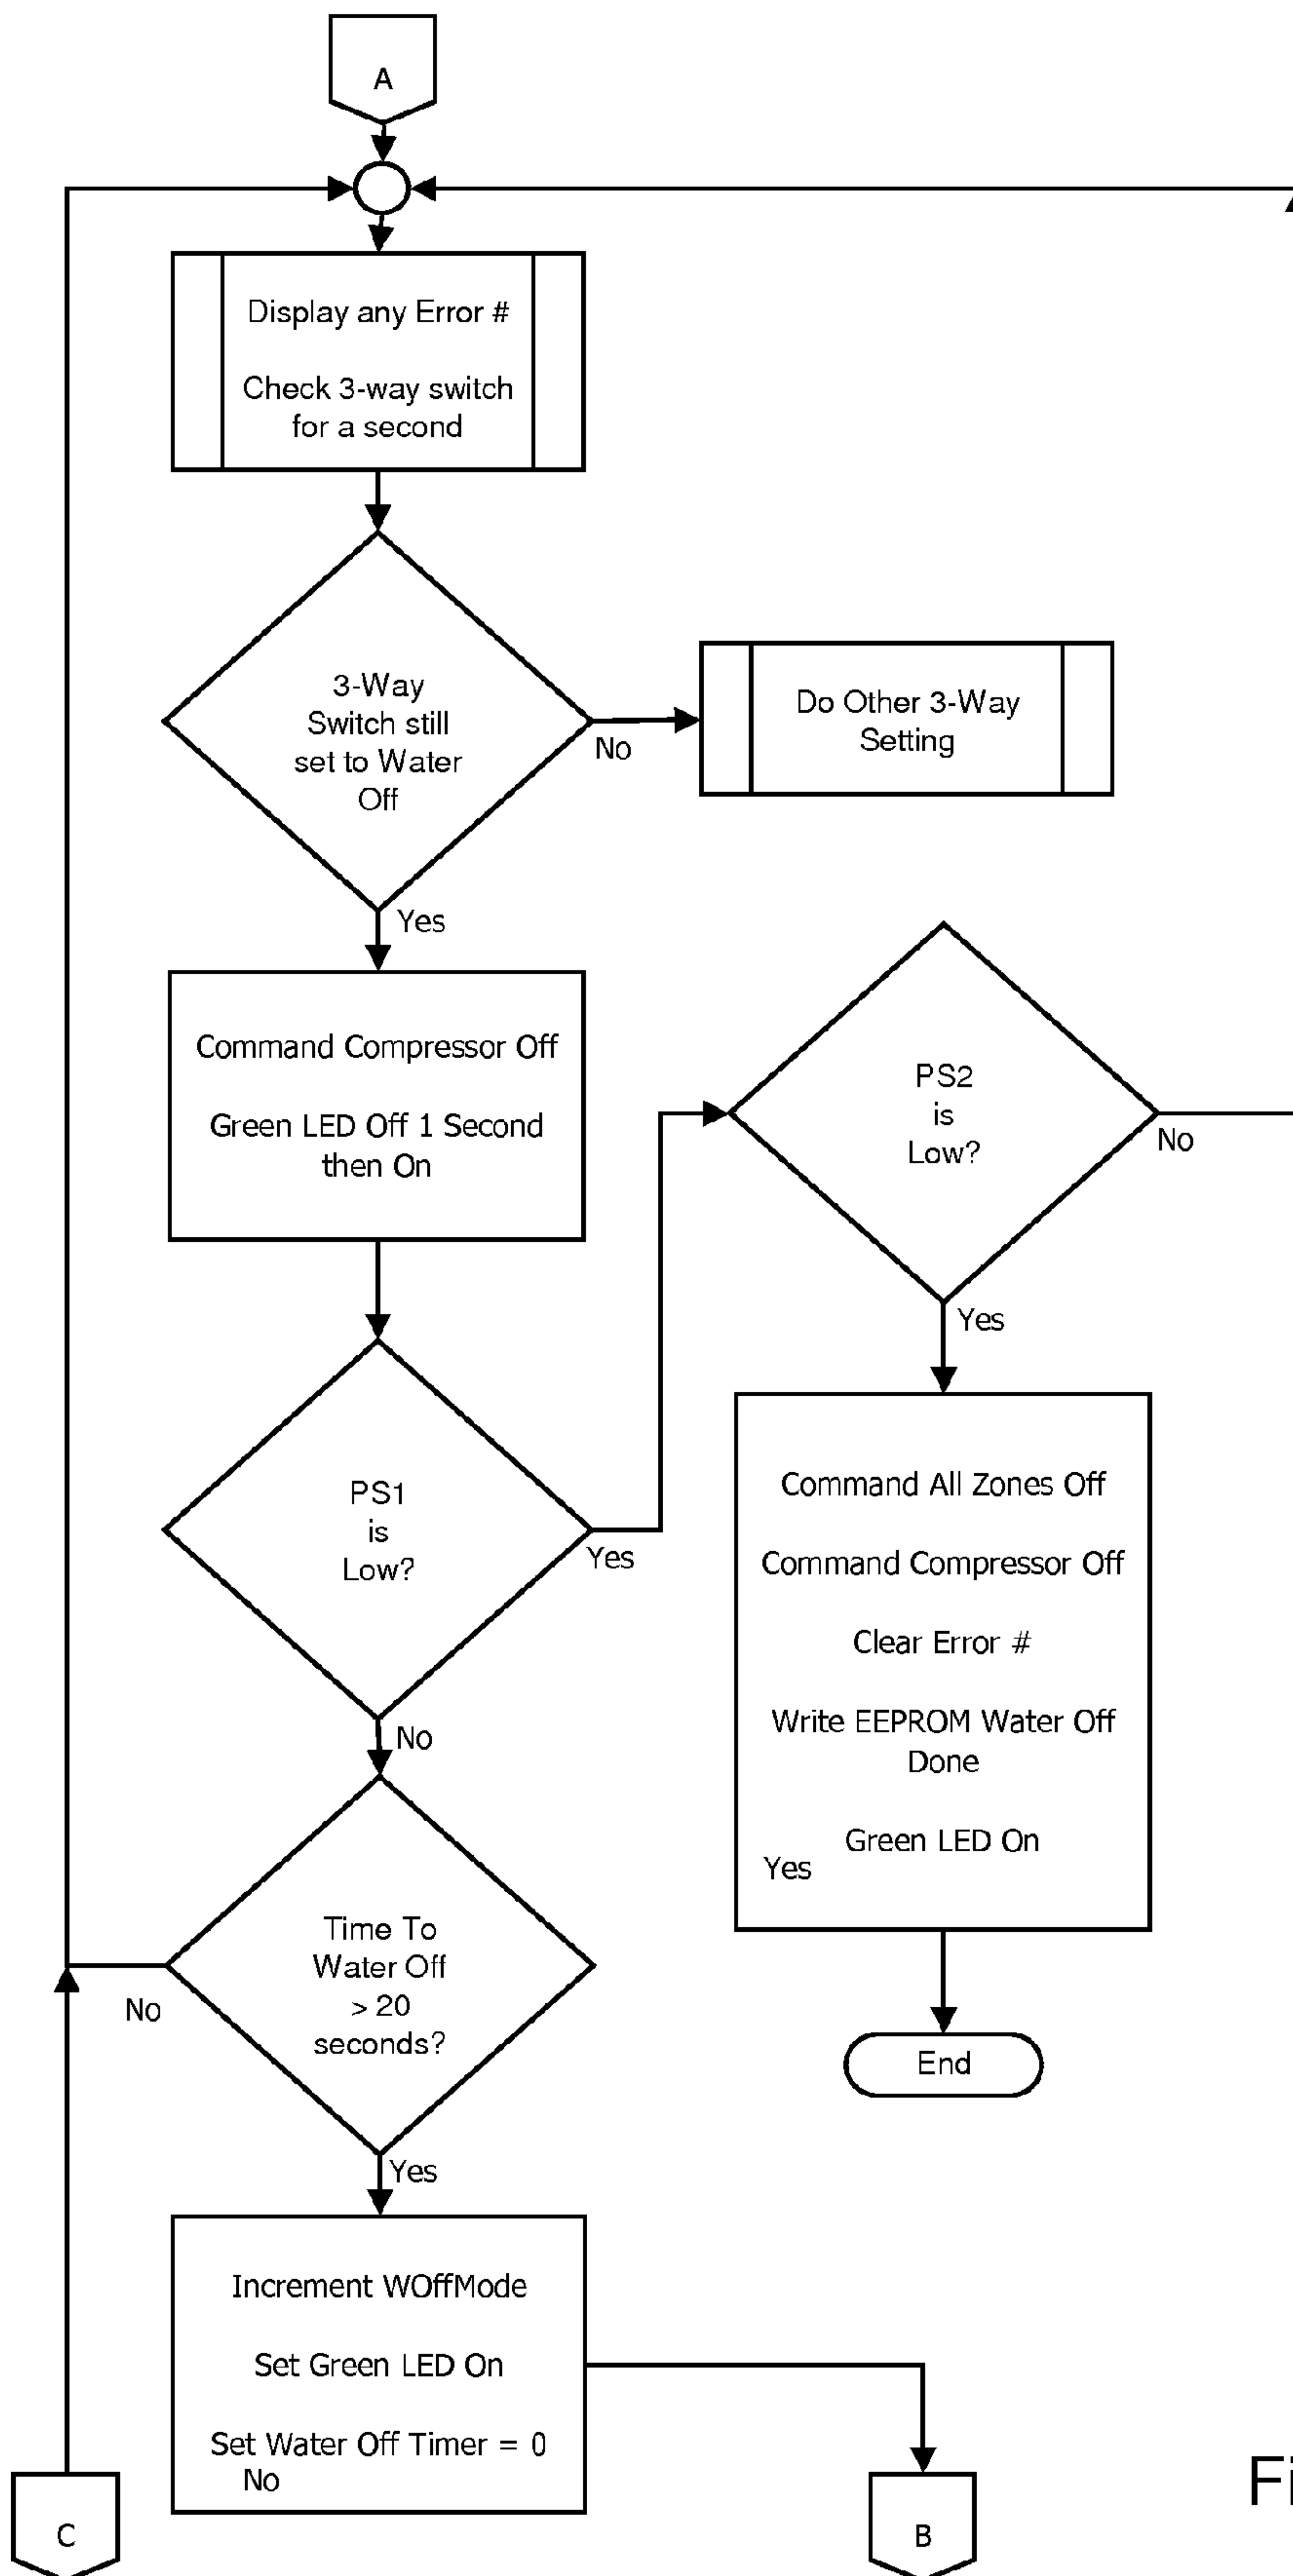 A
Display any Error #
Check 3-way switch
for a second
3-Way
Switch still
set to Water
Off
No
Do Other 3-Way
Setting
Yes
Command Compressor Off
Green LED Off 1 Second
then On
PS2
is
Low?
No
Yes
PS1
is
Low?
Yes
No
Command All Zones Off
Command Compressor Off
Clear Error #
Write EEPROM Water Off
Done
Green LED On
Yes
Time To
Water Off
> 20
seconds?
No
Yes
End
Increment WOffMode
Set Green LED On
Set Water Off Timer = 0
No
C
B
Fi